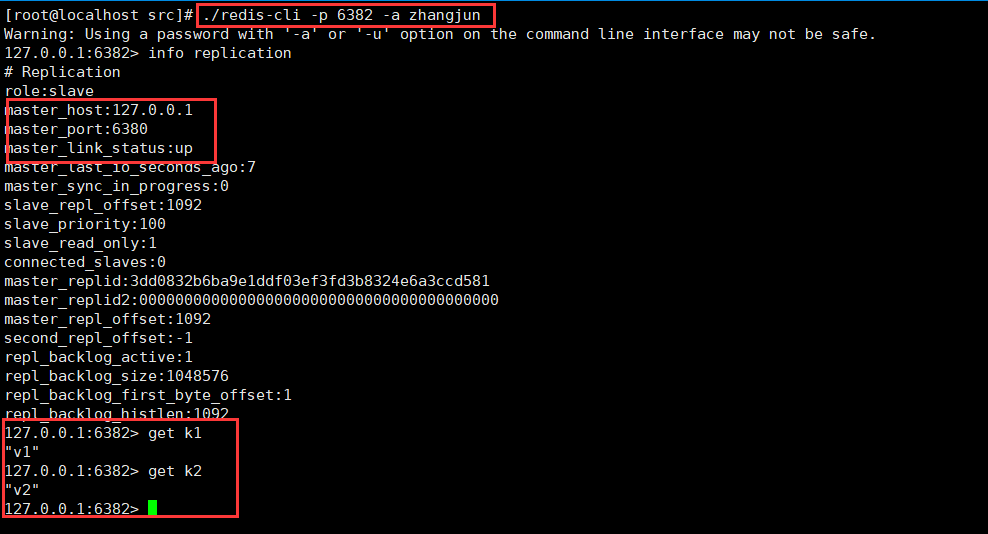 [root@localhost src]# ./redis-cli -p 6382 -a zhangjun
Warning: Using a password with '-a' or '-u' option on the command line interface may not be safe.
127.0.0.1:6382> info replication
# Replication
role:slave
master_host:127.0.0.1
master_port:6380
master_link_status:up
master_last_io_seconds_ago:7
master_sync_in_progress:0
slave_repl_offset:1092
slave_priority:100
slave_read_only:1
connected_slaves:0
master_replid:3dd0832b6ba9e1ddf03ef3fd3b8324e6a3ccd581
master_replid2:0000000000000000000000000000000000000000
master_repl_offset:1092
second_repl_offset:-1
repl_backlog_active:1
repl_backlog_size:1048576
repl_backlog_first_byte_offset:1
repl_backlog_histlen:1092
127.0.0.1:6382> get k1
"v1"
127.0.0.1:6382> get k2
"v2"
127.0.0.1:6382>